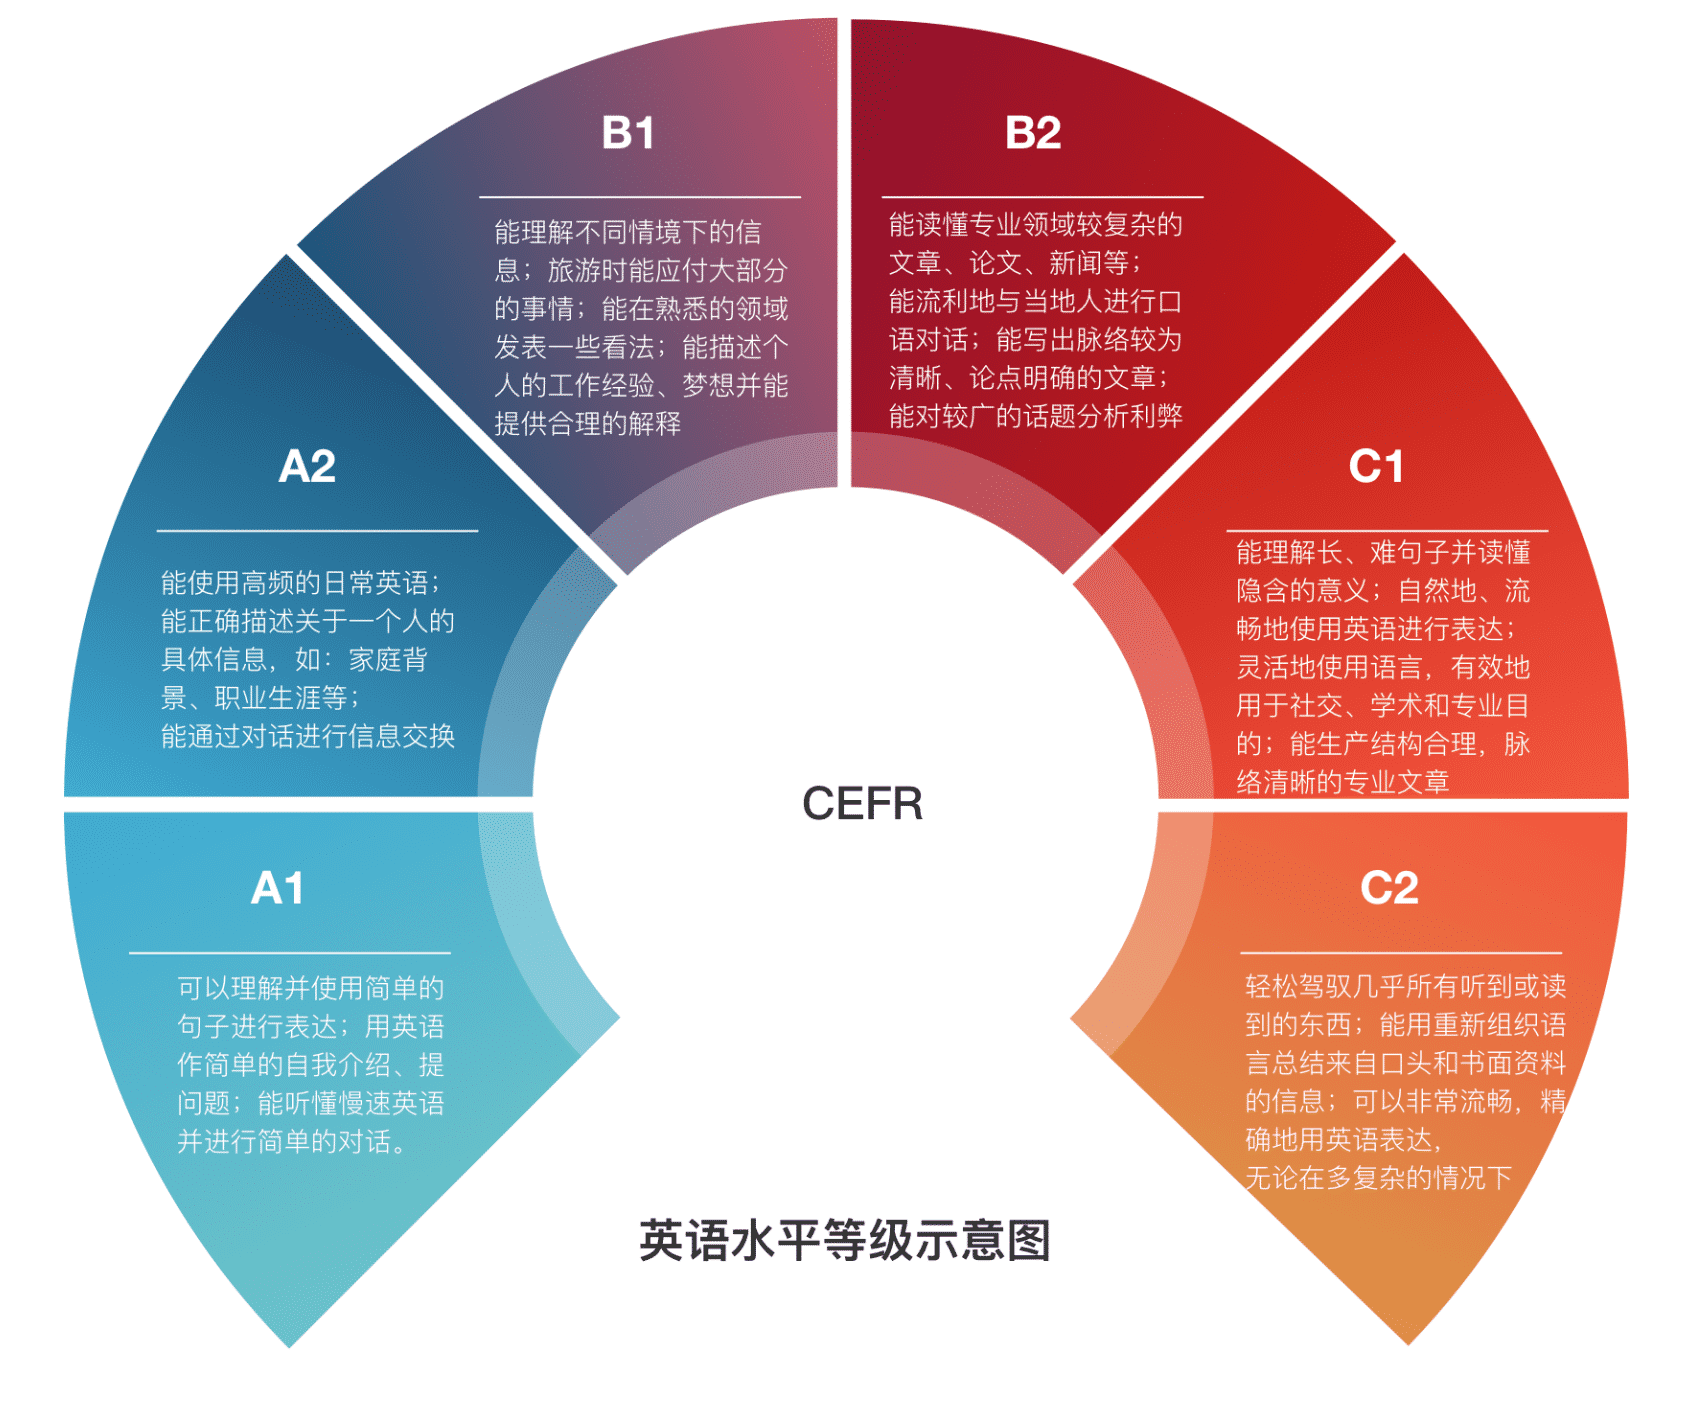 B1
能理解不同情境下的信
息；旅游时能应付大部分
的事情；能在熟悉的领域
发表一些看法；能描述个
人的工作经验、梦想并能
提供合理的解释
B2
能读懂专业领域较复杂的
文章、论文、新闻等；
能流利地与当地人进行口
语对话；能写出脉络较为
清晰、论点明确的文章；
能对较广的话题分析利弊
A2
能使用高频的日常英语；
能正确描述关于一个人的
具体信息，如：家庭背
景、职业生涯等；
能通过对话进行信息交换
C1
能理解长、难句子并读懂
隐含的意义；自然地、流
畅地使用英语进行表达；
灵活地使用语言，有效地
用于社交、学术和专业目
的；能生产结构合理，脉
络清晰的专业文章
CEFR
A1
可以理解并使用简单的
句子进行表达；用英语
作简单的自我介绍、提
问题；能听懂慢速英语
并进行简单的对话。
C2
轻松驾驭几乎所有听到或读
到的东西；能用重新组织语
言总结来自口头和书面资料
的信息；可以非常流畅，精
确地用英语表达，
无论在多复杂的情况下
英语水平等级示意图